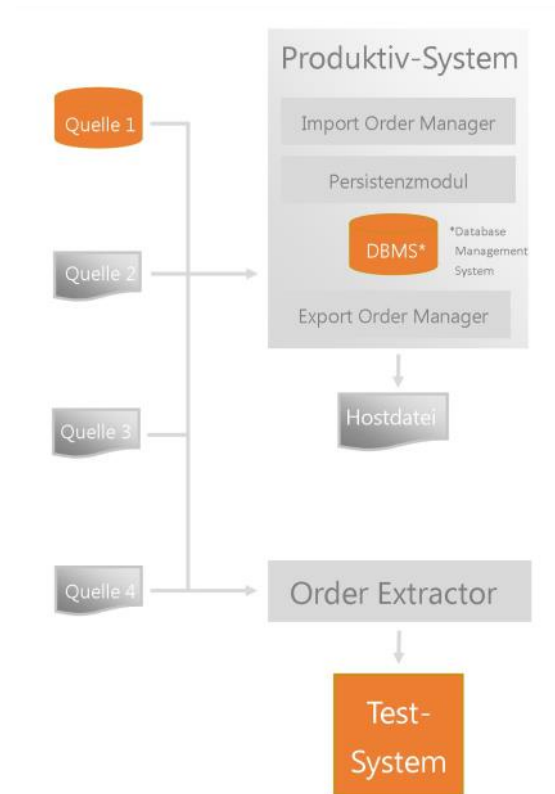 Produktiv-System
Quelle 1
Import Order Manager
Persistenzmodul
DBMS*
*Database
Management
System
Quelle 2
Export Order Manager
Hostdatei
Quelle 3
Quelle 4
Order Extractor
Test-
System